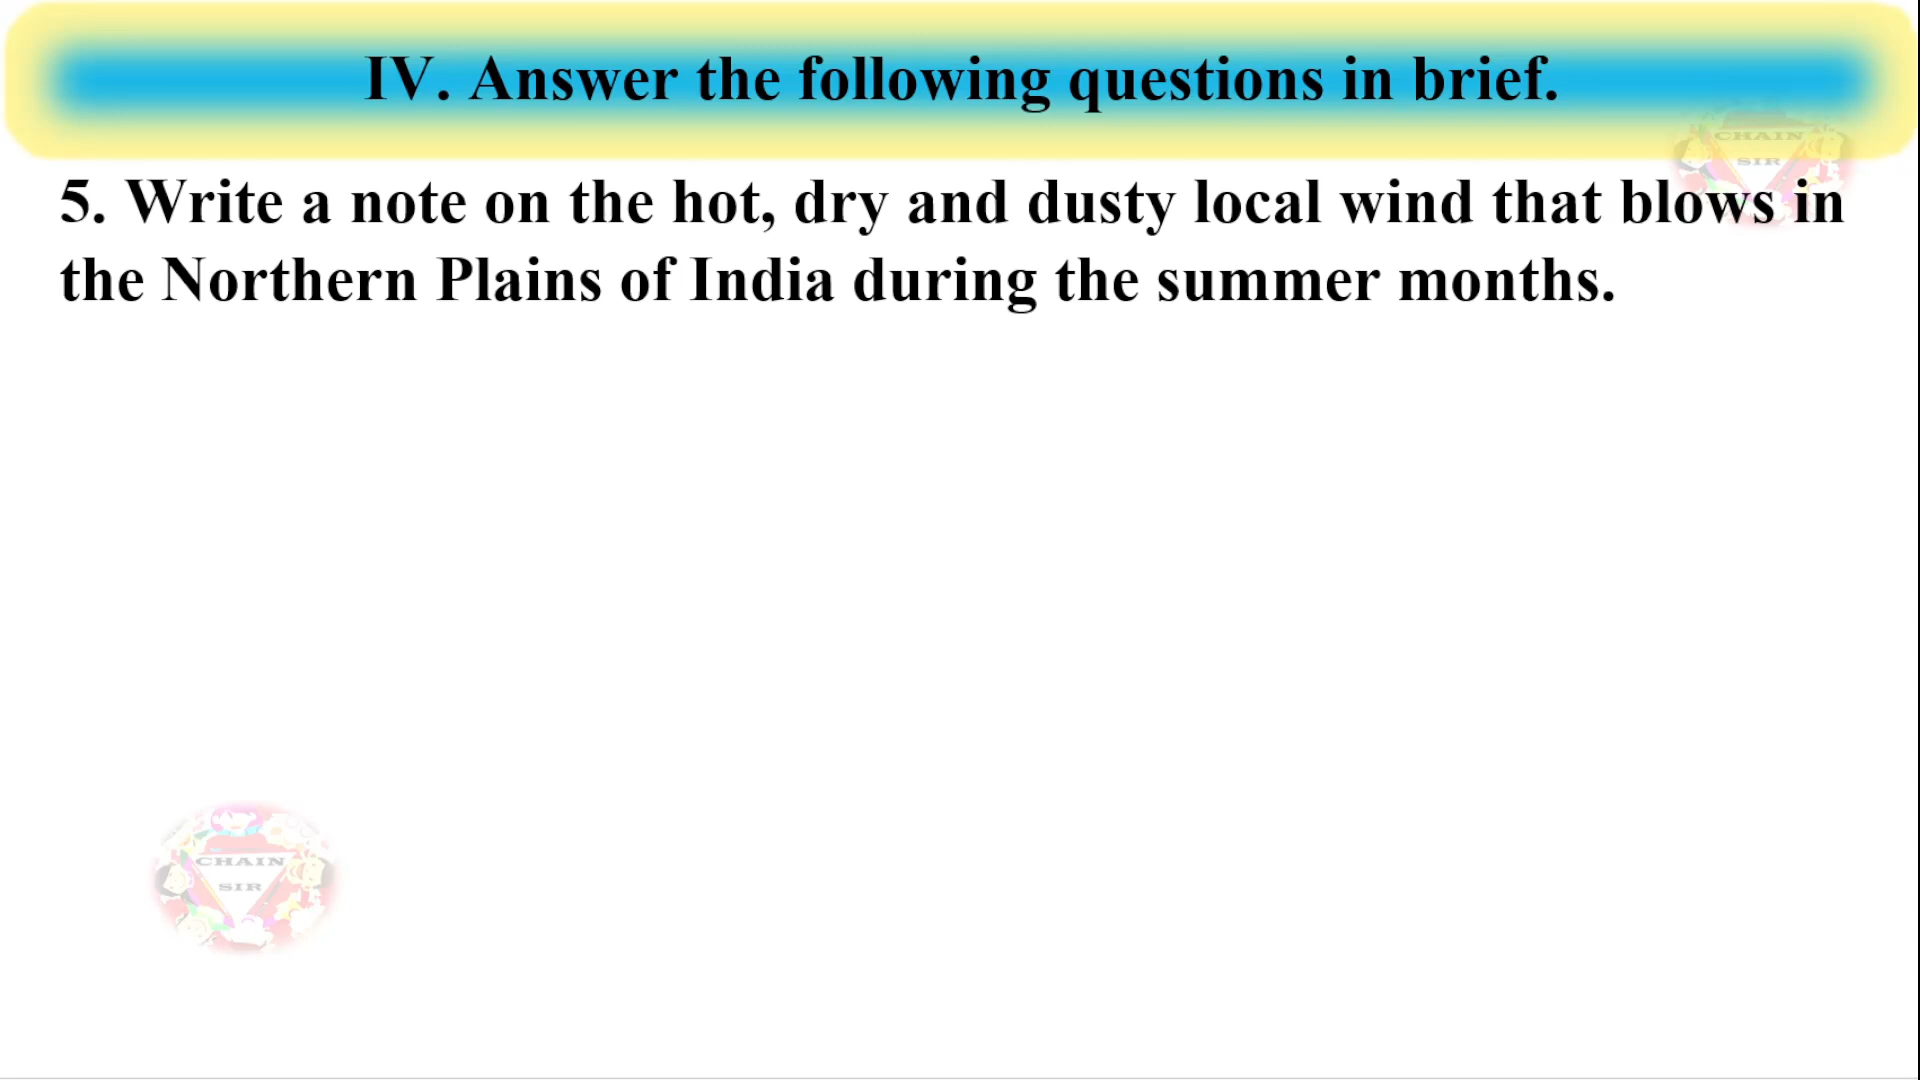 IV. Answer the following questions in brief.
CHAIN
SIR
5. Write a note on the hot, dry and dusty local wind that blows in
the Northern Plains of India during the summer months.
CHAIN
SIR